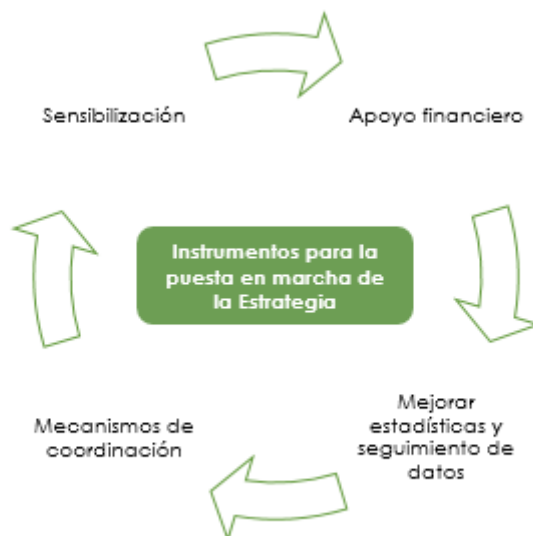 Sensibilización
Apoyo financiero
Instrumentos para la
puesta en marcha de
la Estrategia
Mecanismos de
coordinación
Mejorar
estadísticas y
seguimiento de
datos